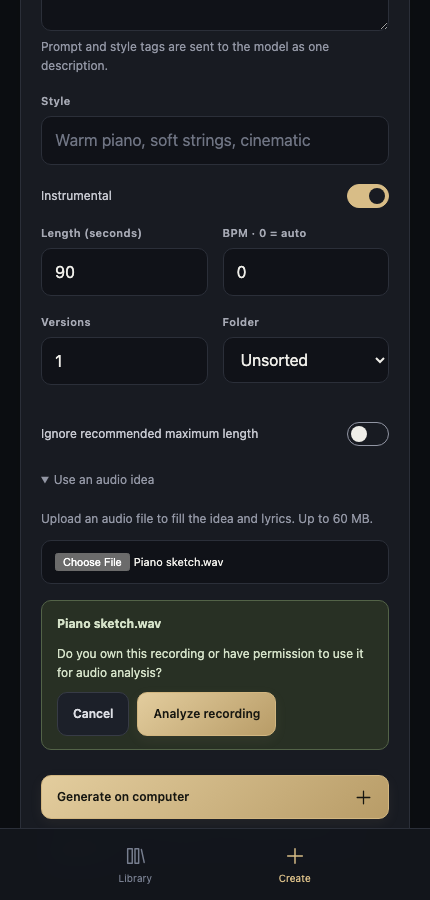 Prompt and style tags are sent to the model as one
description.
Style
Warm piano, soft strings, cinematic
Instrumental
Length (seconds)
BPM · 0 = auto
90
0
Versions
Folder
1
Unsorted
Ignore recommended maximum length
▼ Use an audio idea
Upload an audio file to fill the idea and lyrics. Up to 60 MB.
Choose File Piano sketch.wav
Piano sketch.wav
Do you own this recording or have permission to use it
for audio analysis?
Cancel
Analyze recording
Generate on computer
Library
Create